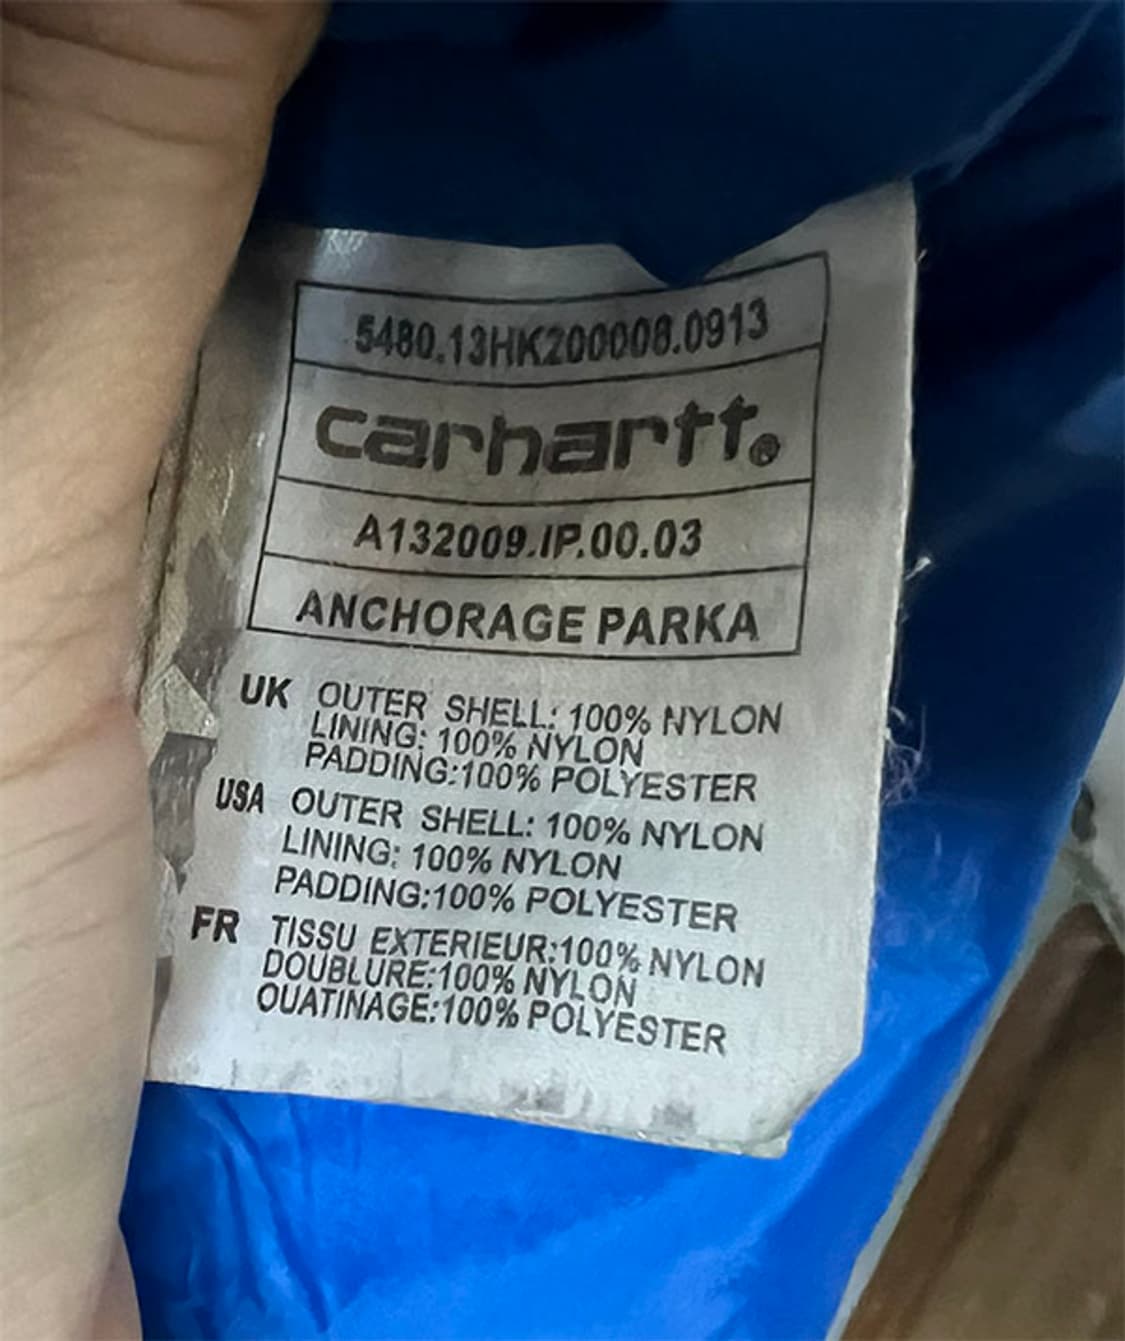 5480.13HK200008.0913
carhartt®
A132009.IP.00.03
ANCHORAGE PARKA
UK OUTER SHELL: 100% NYLON
LINING: 100% NYLON
PADDING:100% POLYESTER
USA OUTER SHELL: 100% NYLON
LINING: 100% NYLON
PADDING:100% POLYESTER
FR TISSU EXTERIEUR:100% NYLON
DOUBLURE:100% NYLON
OUATINAGE:100% POLYESTER